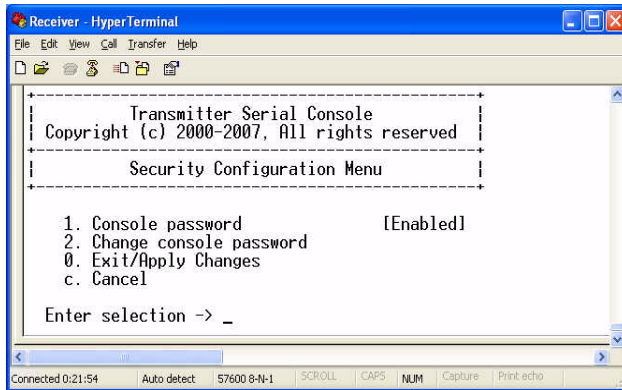 Receiver - HyperTerminal
File Edit View Call Transfer Help
Transmitter Serial Console
Copyright (c) 2000-2007, All rights reserved
Security Configuration Menu
1. Console password [Enabled]
2. Change console password
0. Exit/Apply Changes
c. Cancel
Enter selection -> _
Connected 0:21:54 Auto detect 57600 8-N-1 SCROLL CAPS NUM Capture Print echo